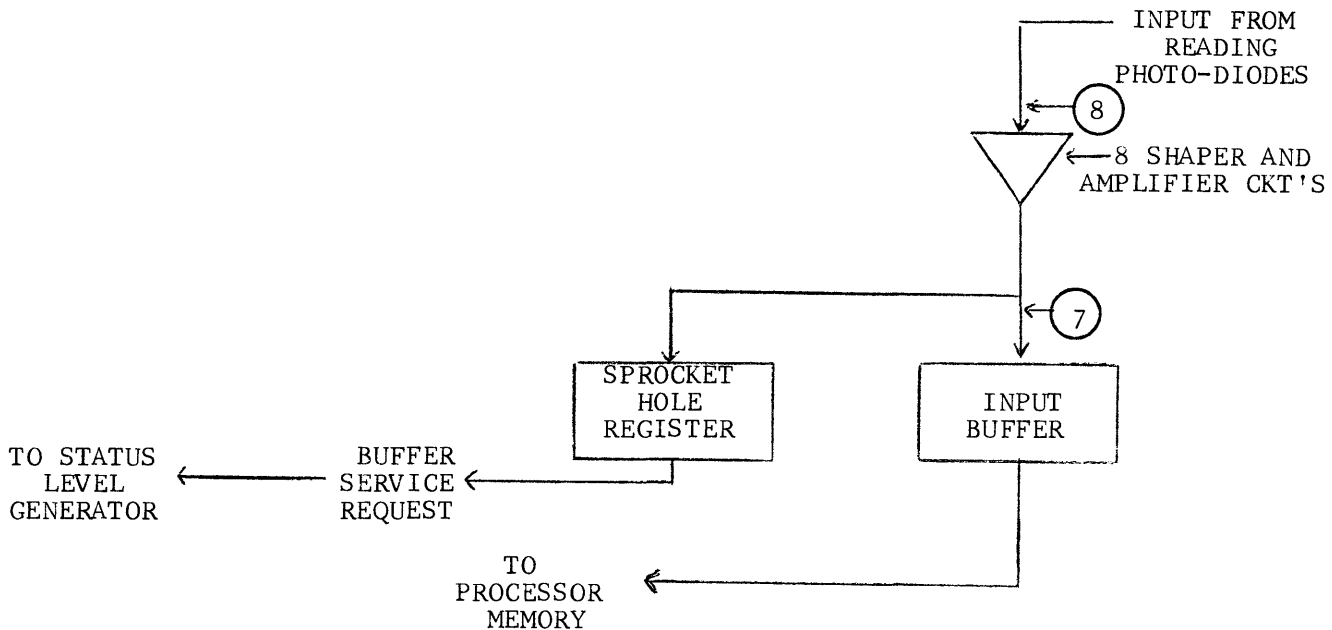 INPUT FROM
READING
PHOTO-DIODES
8
8 SHAPER AND
AMPLIFIER CKT'S
7
SPROCKET
HOLE
REGISTER
INPUT
BUFFER
TO STATUS
LEVEL
GENERATOR
BUFFER
SERVICE
REQUEST
TO
PROCESSOR
MEMORY